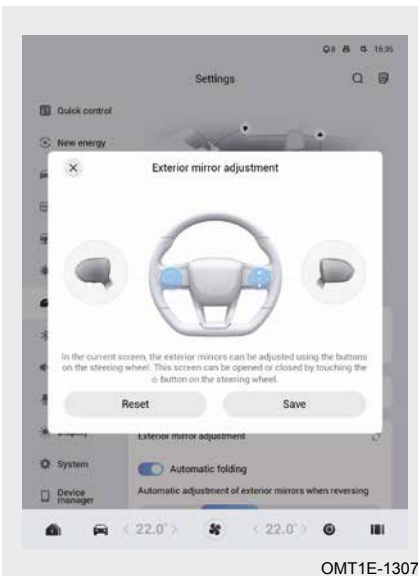 15:35
Settings
Quick control
New energy
Exterior mirror adjustment
In the current screen, the exterior mirrors can be adjusted using the buttons
on the steering wheel. This screen can be opened or closed by touching the
☆ button on the steering wheel.
Reset
Save
Display
Exterior mirror adjustment
System
Automatic folding
Device
manager
Automatic adjustment of exterior mirrors when reversing
< 22.0° >
< 22.0° >
OMT1E-1307